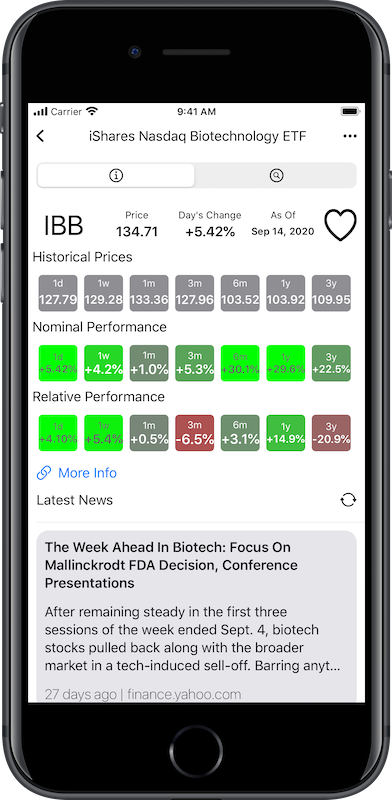 Carrier 9:41 AM
iShares Nasdaq Biotechnology ETF
IBB
Price Day's Change As Of
134.71 +5.42% Sep 14, 2020
Historical Prices
1d 1w 1m 3m 6m 1y 3y
127.79 129.28 133.36 127.96 103.52 103.92 109.95
Nominal Performance
1d 1w 1m 3m 6m 1y 3y
+5.42% +4.2% +1.0% +5.3% +30.1% +29.6% +22.5%
Relative Performance
1d 1w 1m 3m 6m 1y 3y
+4.10% +5.4% +0.5% -6.5% +3.1% +14.9% -20.9%
More Info
Latest News
The Week Ahead In Biotech: Focus On
Mallinckrodt FDA Decision, Conference
Presentations
After remaining steady in the first three
sessions of the week ended Sept. 4, biotech
stocks pulled back along with the broader
market in a tech-induced sell-off. Barring anyt...
27 days ago | finance.yahoo.com